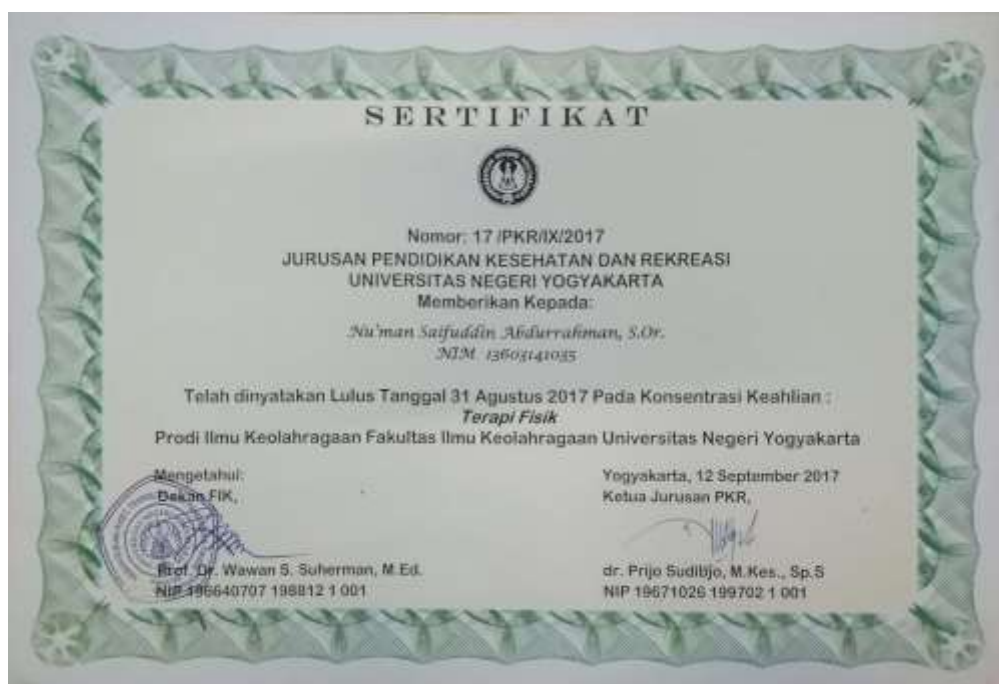 SERTIFIKAT
Nomor: 17 /PKR/IX/2017
JURUSAN PENDIDIKAN KESEHATAN DAN REKREASI
UNIVERSITAS NEGERI YOGYAKARTA
Memberikan Kepada:
Nu'man Saifuddin Abdurrahman, S.Or.
NIM 13603141035
Telah dinyatakan Lulus Tanggal 31 Agustus 2017 Pada Konsentrasi Keahlian :
Terapi Fisik
Prodi Ilmu Keolahragaan Fakultas Ilmu Keolahragaan Universitas Negeri Yogyakarta
Mengetahui:
Dekan FIK,
Prof. Dr. Wawan S. Suherman, M.Ed.
NIP 196640707 198812 1 001
Yogyakarta, 12 September 2017
Ketua Jurusan PKR,
dr. Prijo Sudibjo, M.Kes., Sp.S
NIP 19671026 199702 1 001